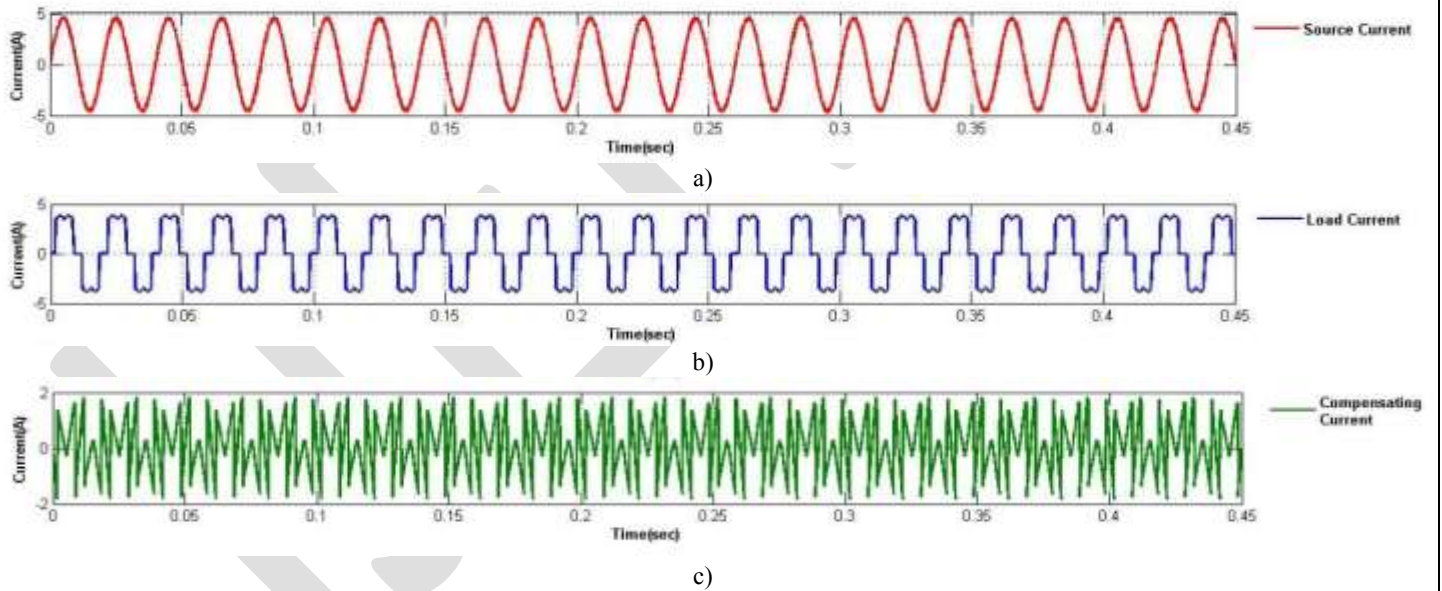 5
0
-5
Current(A)
0 0.05 0.1 0.15 0.2 0.25 0.3 0.35 0.4 0.45
Time(sec)
Source Current
a)
5
0
-5
Current(A)
0 0.05 0.1 0.15 0.2 0.25 0.3 0.35 0.4 0.45
Time(sec)
Load Current
b)
2
0
-2
Current(A)
0 0.05 0.1 0.15 0.2 0.25 0.3 0.35 0.4 0.45
Time(sec)
Compensating
Current
c)